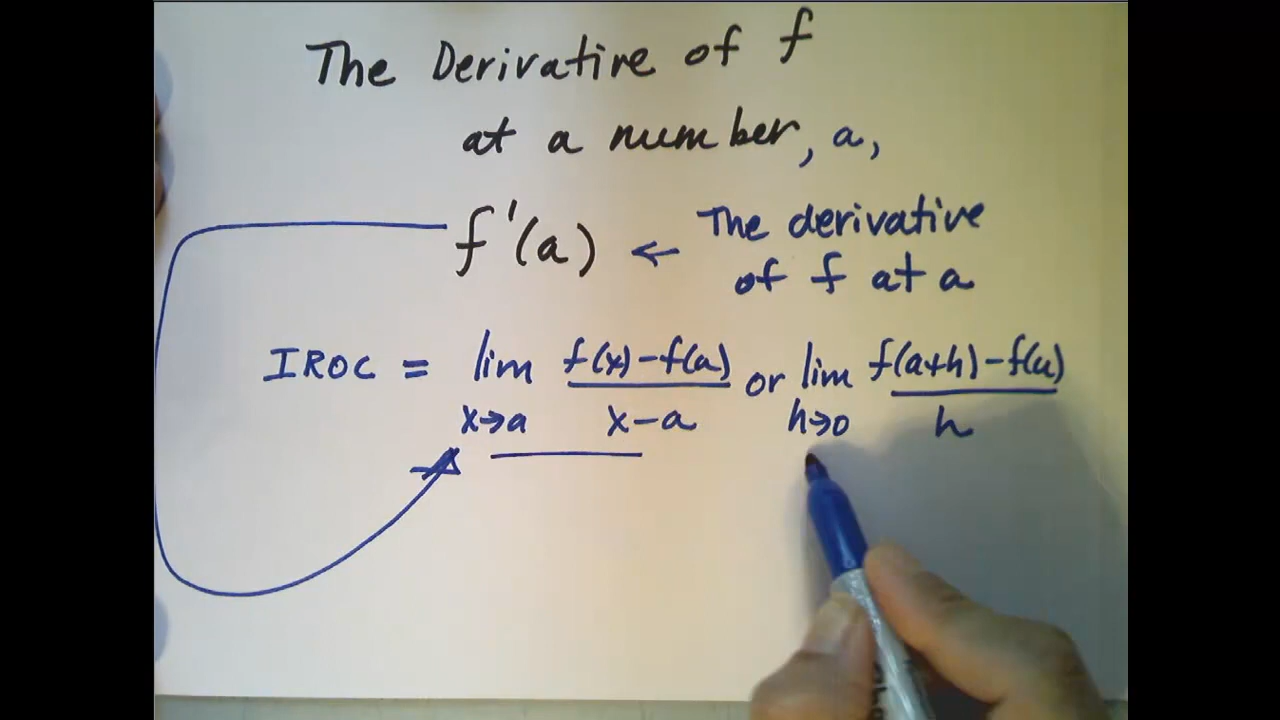 The Derivative of f
at a number, a,
f'(a) ← The derivative
of f at a
IROC = lim f(x)-f(a) or lim f(a+h)-f(a)
x→a x-a h→0 h